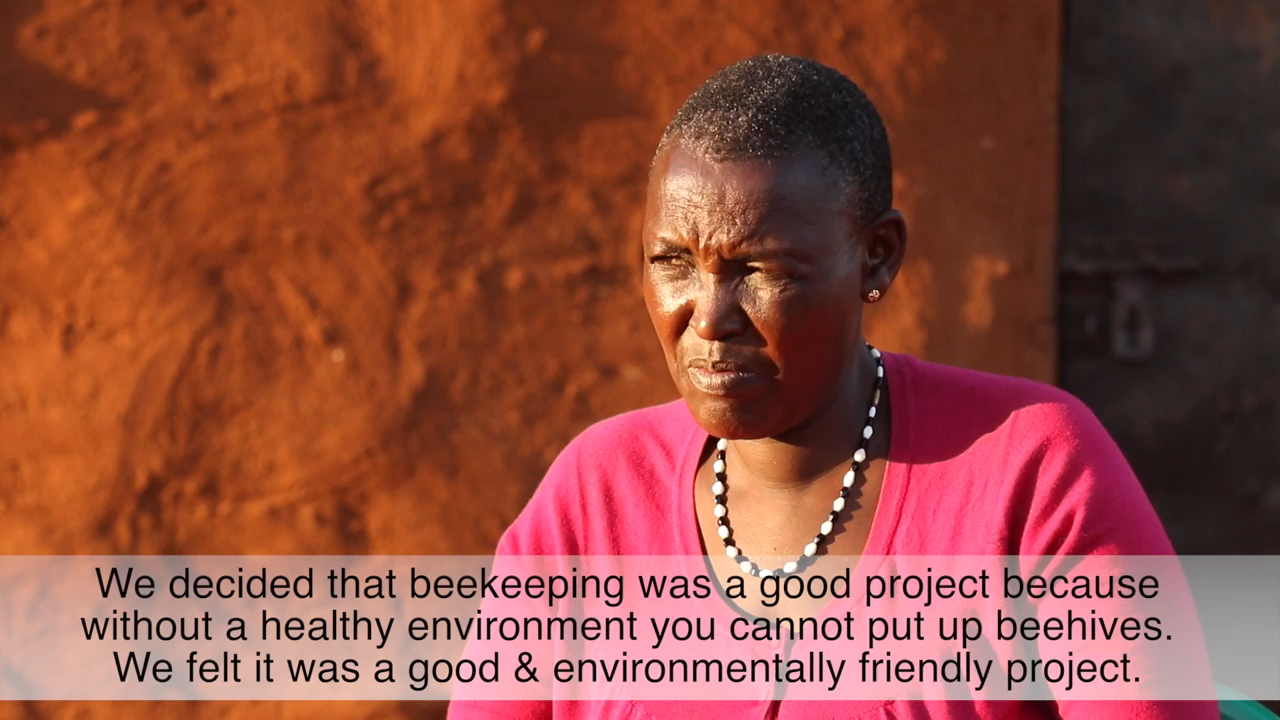 We decided that beekeeping was a good project because
without a healthy environment you cannot put up beehives.
We felt it was a good & environmentally friendly project.